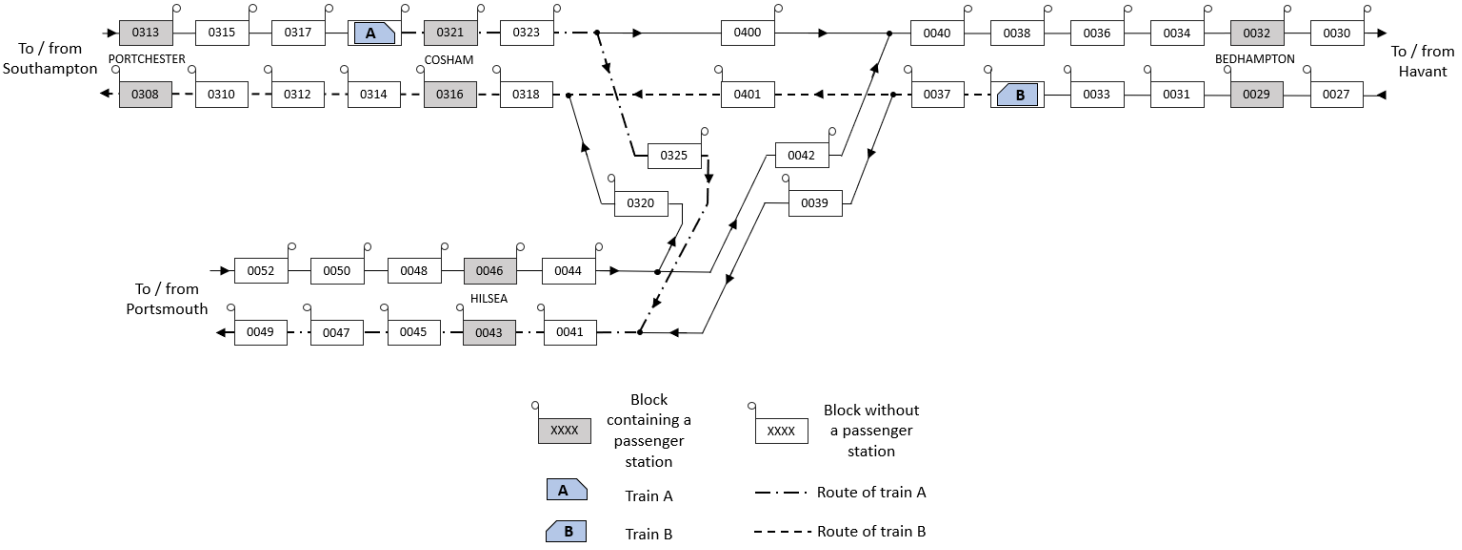 0313 0315 0317 A 0321 0323 0400 0040 0038 0036 0034 0032 0030
To / from
Southampton
PORTCHESTER COSHAM BEDHAMPTON
To / from
Havant
0308 0310 0312 0314 0316 0318 0401 0037 B 0033 0031 0029 0027
0325 0042
0320 0039
0052 0050 0048 0046 0044
To / from
Portsmouth
HILSEA
0049 0047 0045 0043 0041
XXXX
Block
containing a
passenger
station
XXXX
Block without
a passenger
station
A Train A
Route of train A
B Train B
Route of train B